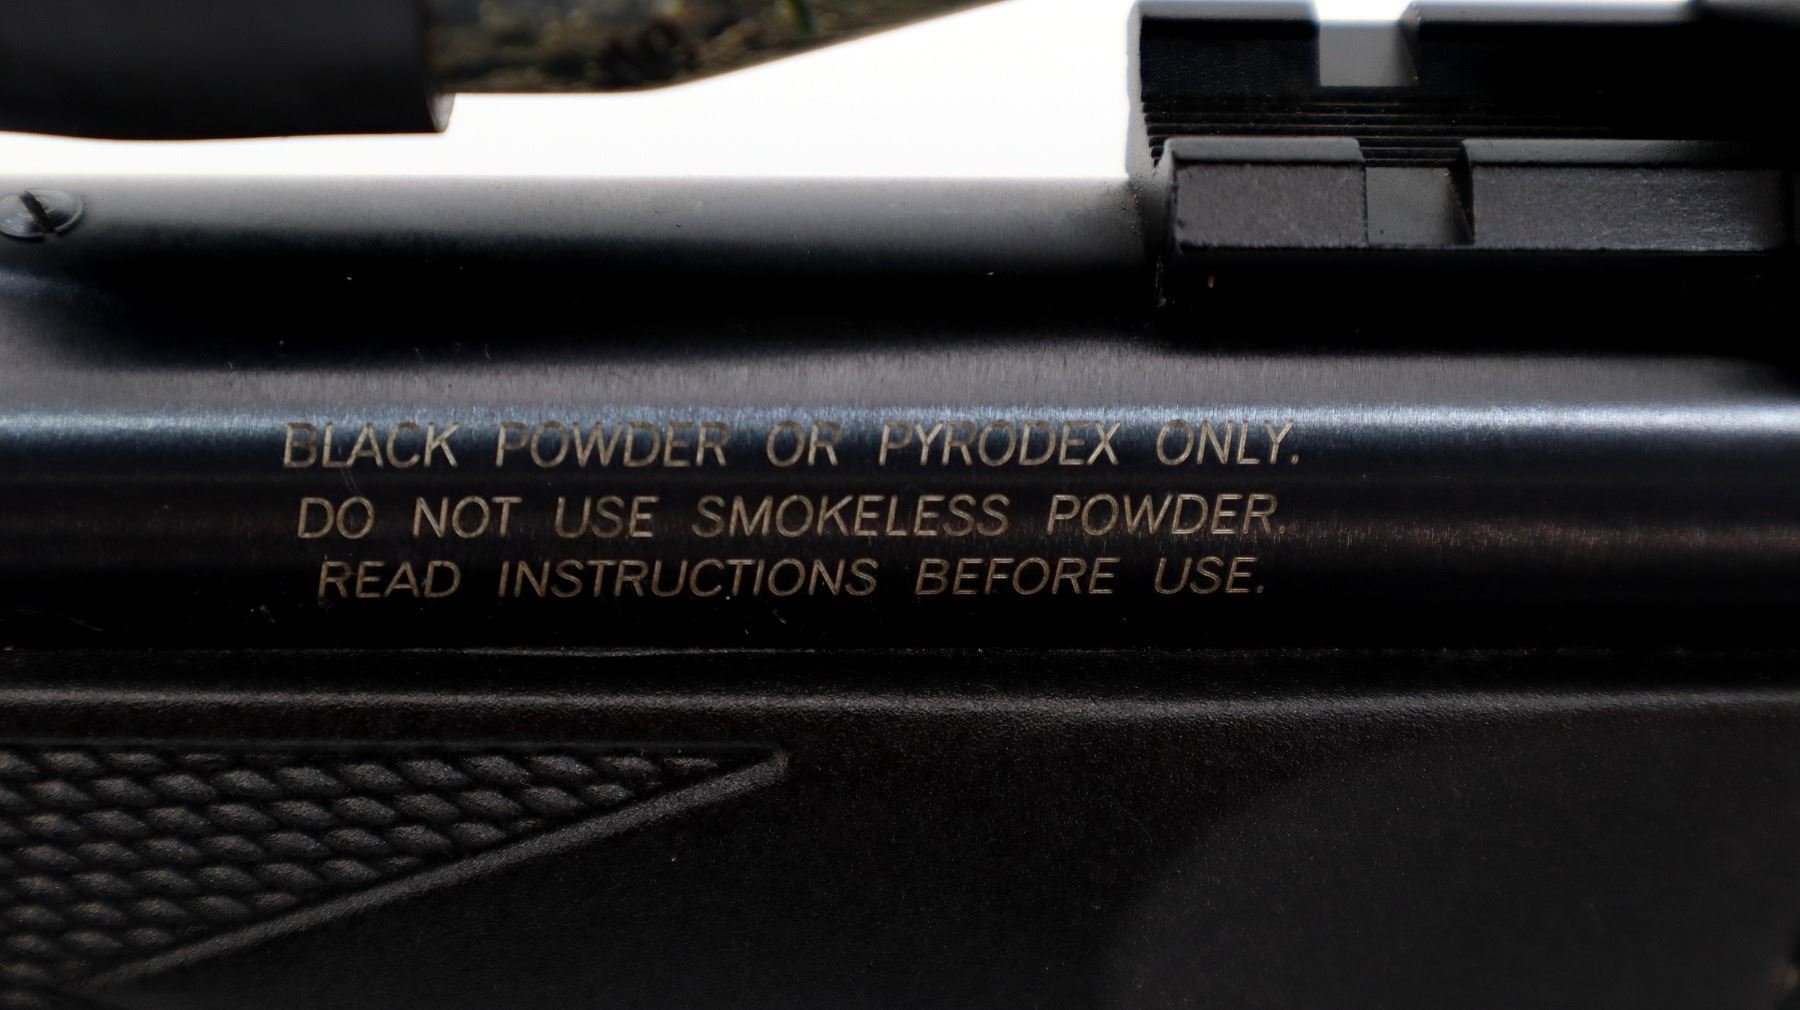 BLACK POWDER OR PYRODEX ONLY.
DO NOT USE SMOKELESS POWDER.
READ INSTRUCTIONS BEFORE USE.